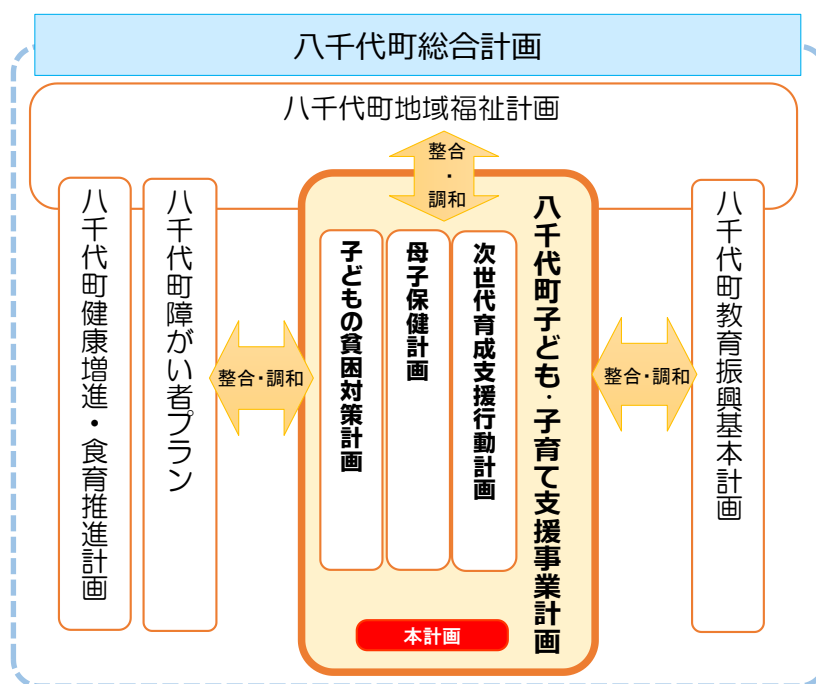 八千代町総合計画
八千代町地域福祉計画
整合
・
調和
八千代町健康増進・食育推進計画
八千代町障がい者プラン
整合・調和
子どもの貧困対策計画
母子保健計画
次世代育成支援行動計画
八千代町子ども・子育て支援事業計画
本計画
整合・調和
八千代町教育振興基本計画